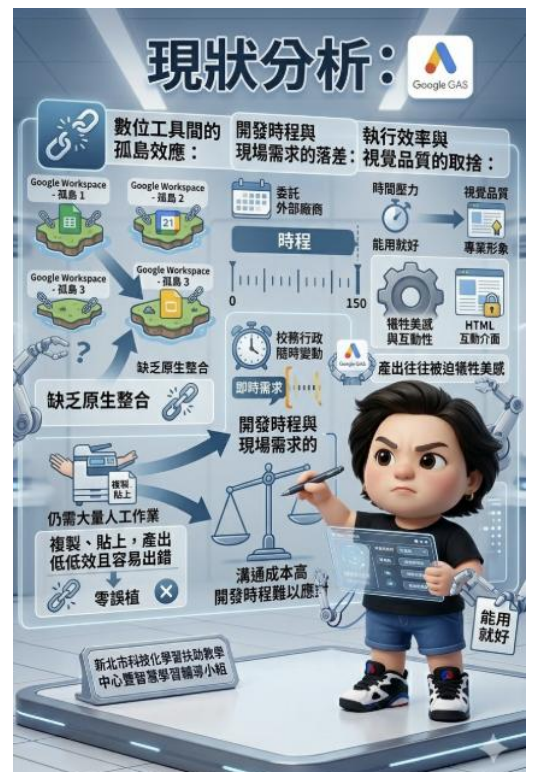 現狀分析：
Google GAS
數位工具間的
孤島效應：
Google Workspace
- 孤島 1
Google Workspace
- 孤島 2
21
Google Workspace
- 孤島 3
Google Workspace
- 孤島 3
?
缺乏原生整合
缺乏原生整合
複製
貼上
仍需大量人工作業
複製、貼上，產出
低低效且容易出錯
零誤植
開發時程與
現場需求的落差：
委託
外部廠商
時程
0
150
校務行政
隨時變動
即時需求
開發時程與
現場需求的
溝通成本高
開發時程難以應
執行效率與
視覺品質的取捨：
時間壓力
視覺品質
能用就好
專業形象
犧牲美感
與互動性
HTML
互動介面
Google GAS
產出往往被迫犧牲美感
能用
就好
新北市科技化學習扶助教學
中心暨智慧學習輔導小組